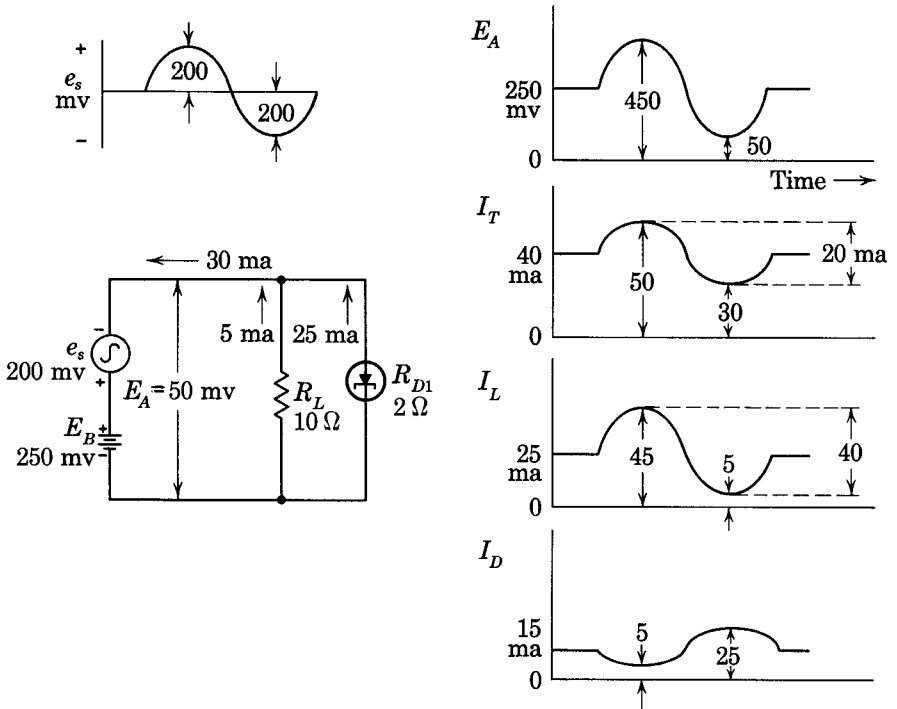 +
e_s
mv
−
200
200
30 ma
5 ma
25 ma
−
e_s
200 mv
+
E_A = 50 mv
R_L
10 Ω
R_D1
2 Ω
E_B
+
250 mv
−
E_A
250
mv
0
450
50
Time
I_T
40
ma
0
50
30
20 ma
I_L
25
ma
0
45
5
40
I_D
15
ma
0
5
25